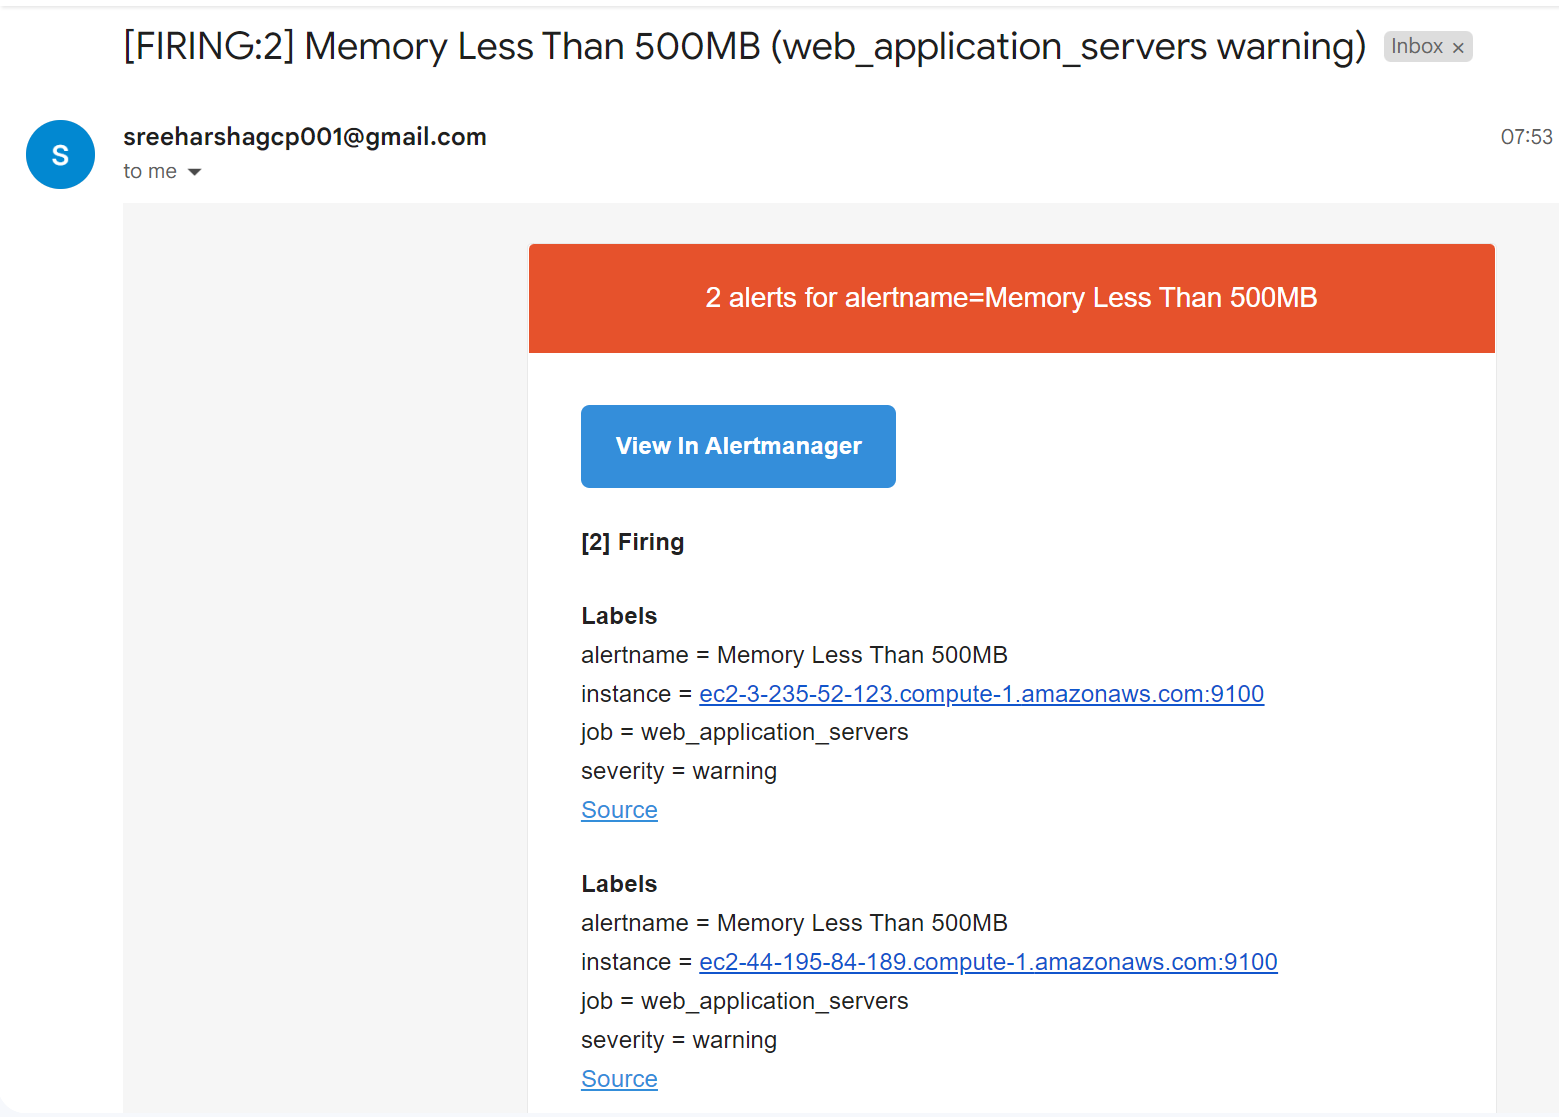 [FIRING:2] Memory Less Than 500MB (web_application_servers warning) Inbox ×
S
sreeharshagcp001@gmail.com 07:53
to me
2 alerts for alertname=Memory Less Than 500MB
View In Alertmanager
[2] Firing
Labels
alertname = Memory Less Than 500MB
instance = ec2-3-235-52-123.compute-1.amazonaws.com:9100
job = web_application_servers
severity = warning
Source
Labels
alertname = Memory Less Than 500MB
instance = ec2-44-195-84-189.compute-1.amazonaws.com:9100
job = web_application_servers
severity = warning
Source